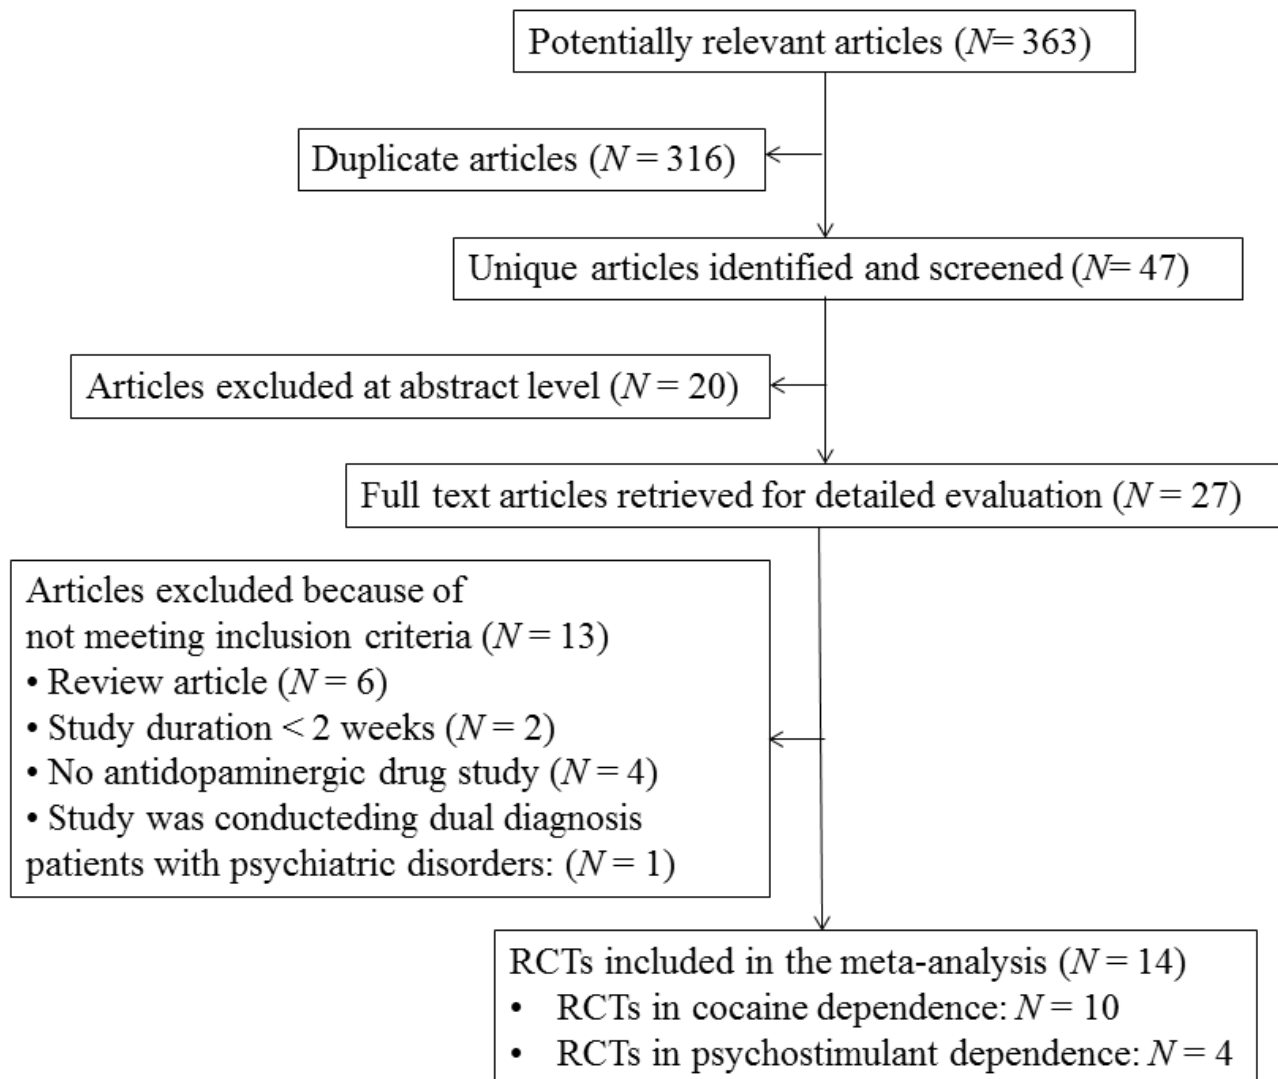 Potentially relevant articles (N= 363)
Duplicate articles (N = 316)
Unique articles identified and screened (N= 47)
Articles excluded at abstract level (N = 20)
Full text articles retrieved for detailed evaluation (N = 27)
Articles excluded because of
not meeting inclusion criteria (N = 13)
• Review article (N = 6)
• Study duration < 2 weeks (N = 2)
• No antidopaminergic drug study (N = 4)
• Study was conducteding dual diagnosis
patients with psychiatric disorders: (N = 1)
RCTs included in the meta-analysis (N = 14)
• RCTs in cocaine dependence: N = 10
• RCTs in psychostimulant dependence: N = 4